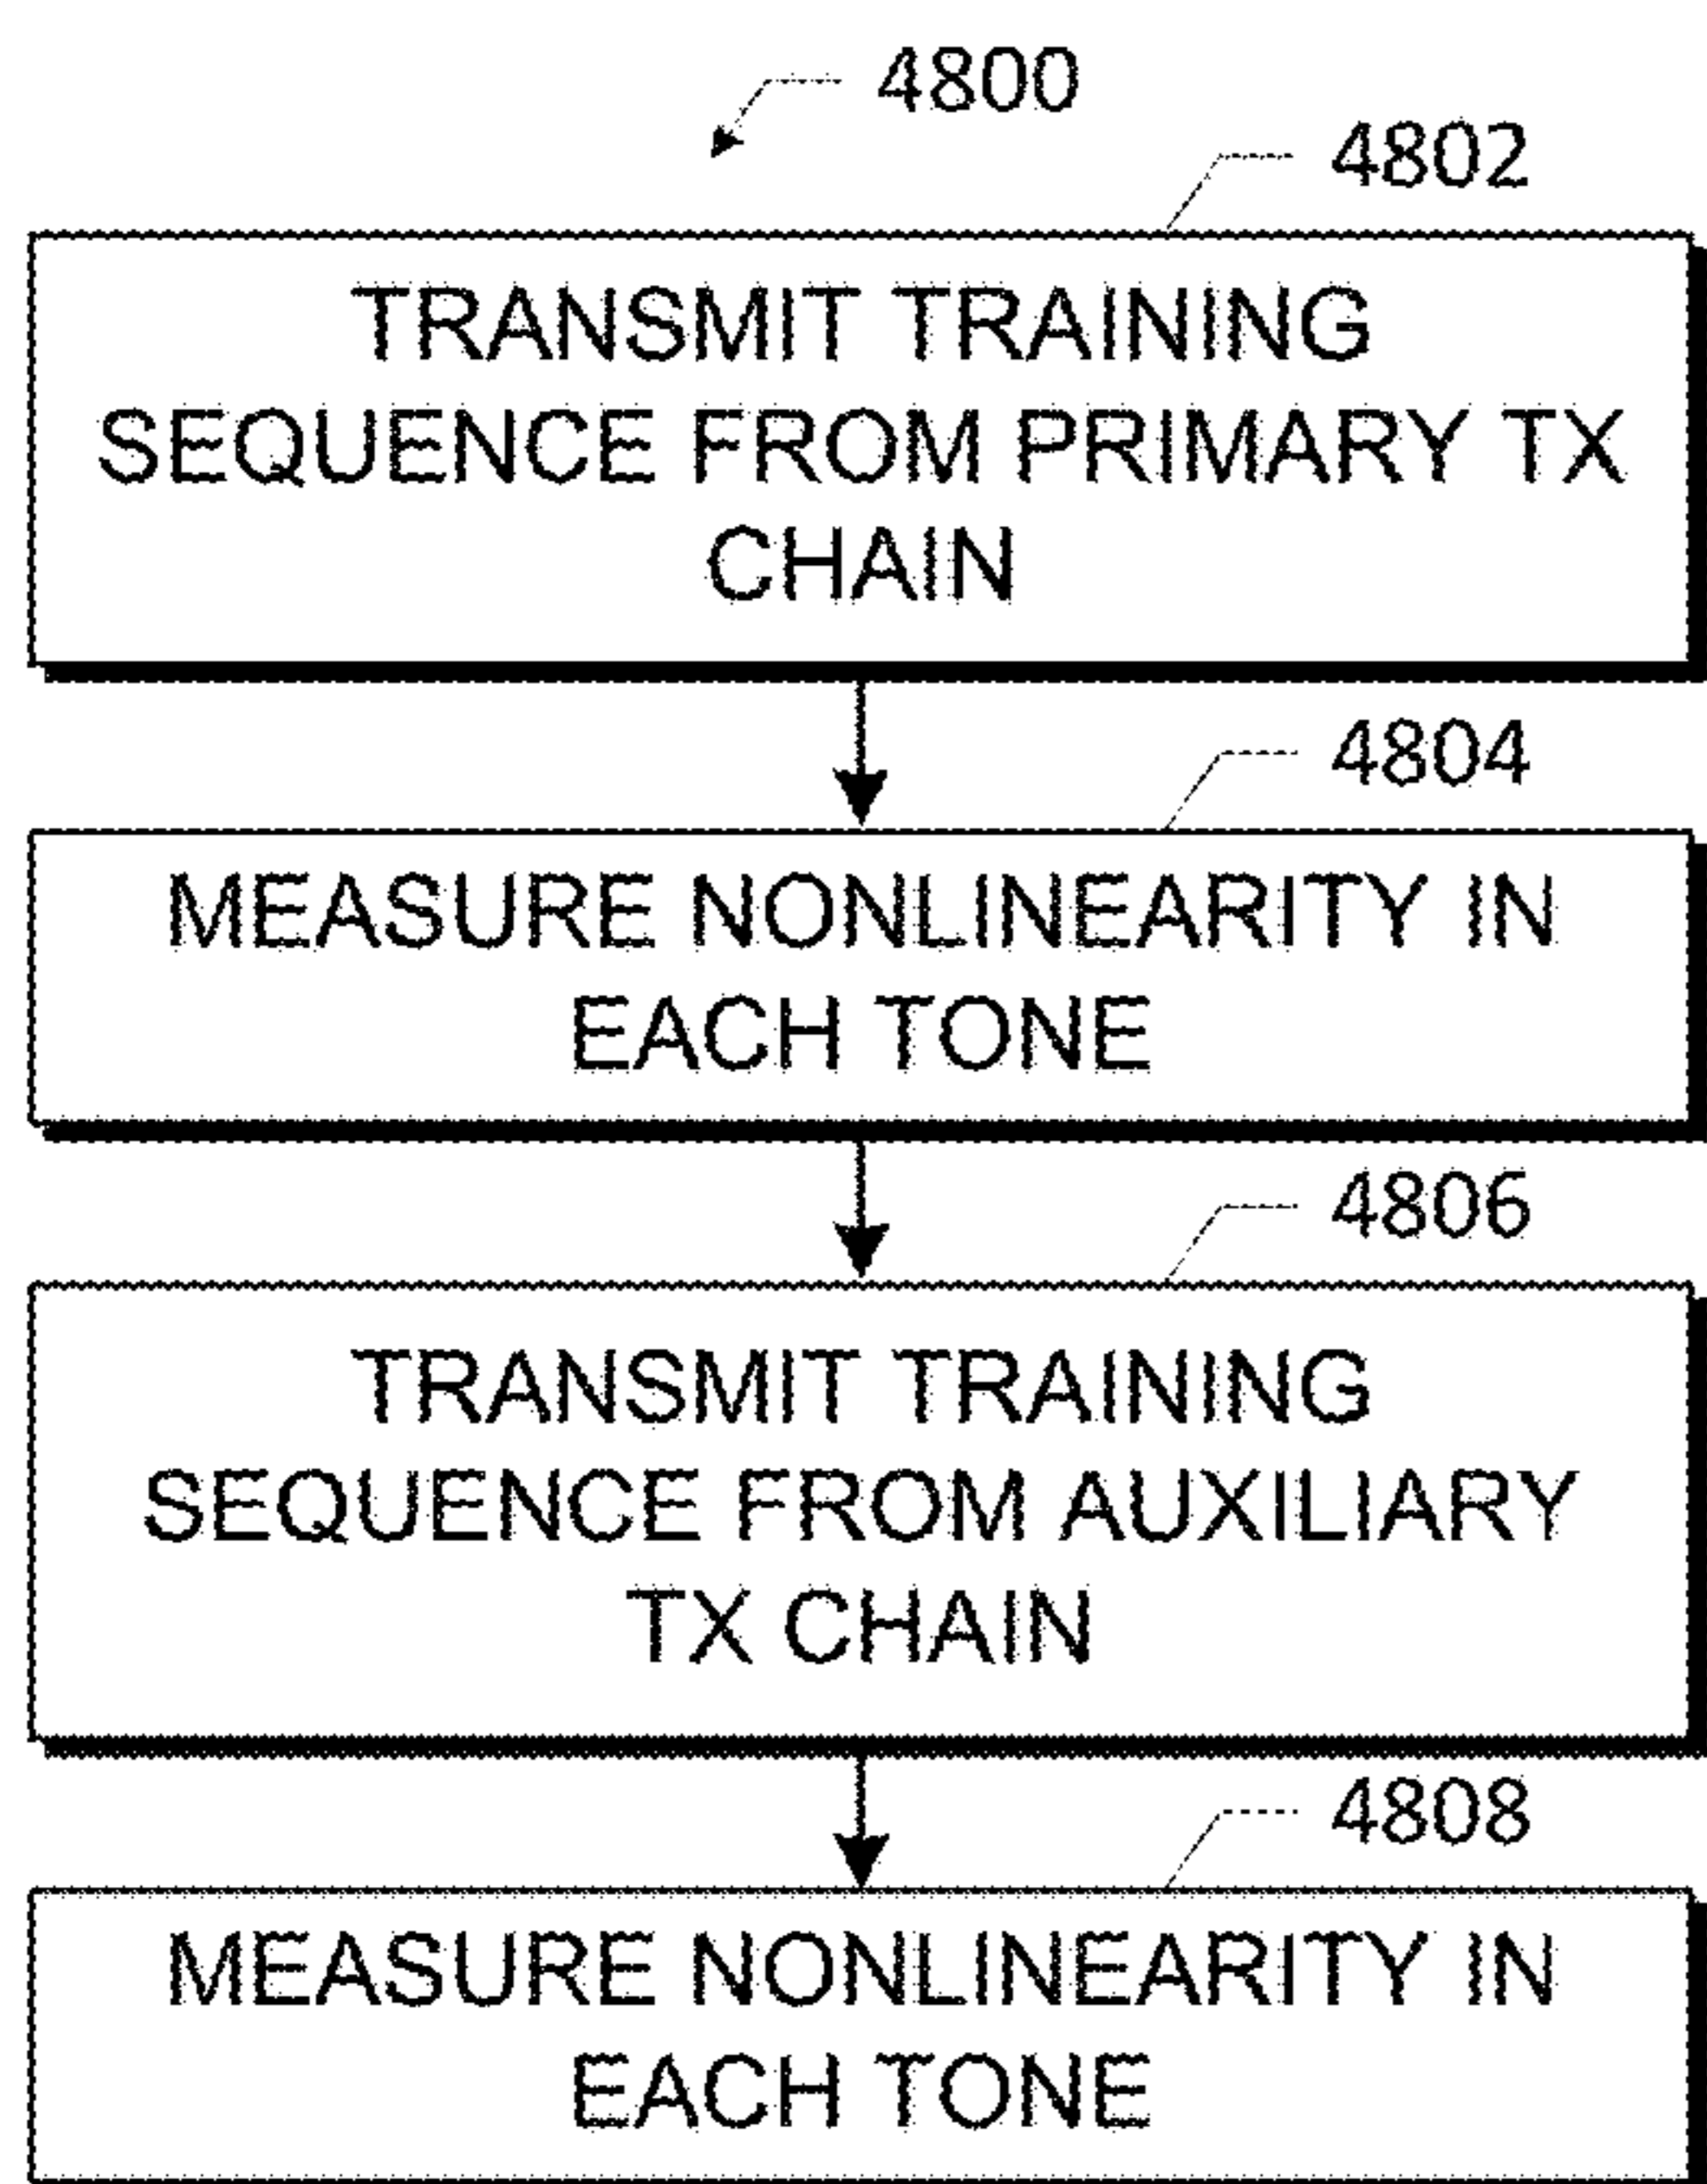 4800
4802
TRANSMIT TRAINING
SEQUENCE FROM PRIMARY TX
CHAIN
4804
MEASURE NONLINEARITY IN
EACH TONE
4806
TRANSMIT TRAINING
SEQUENCE FROM AUXILIARY
TX CHAIN
4808
MEASURE NONLINEARITY IN
EACH TONE